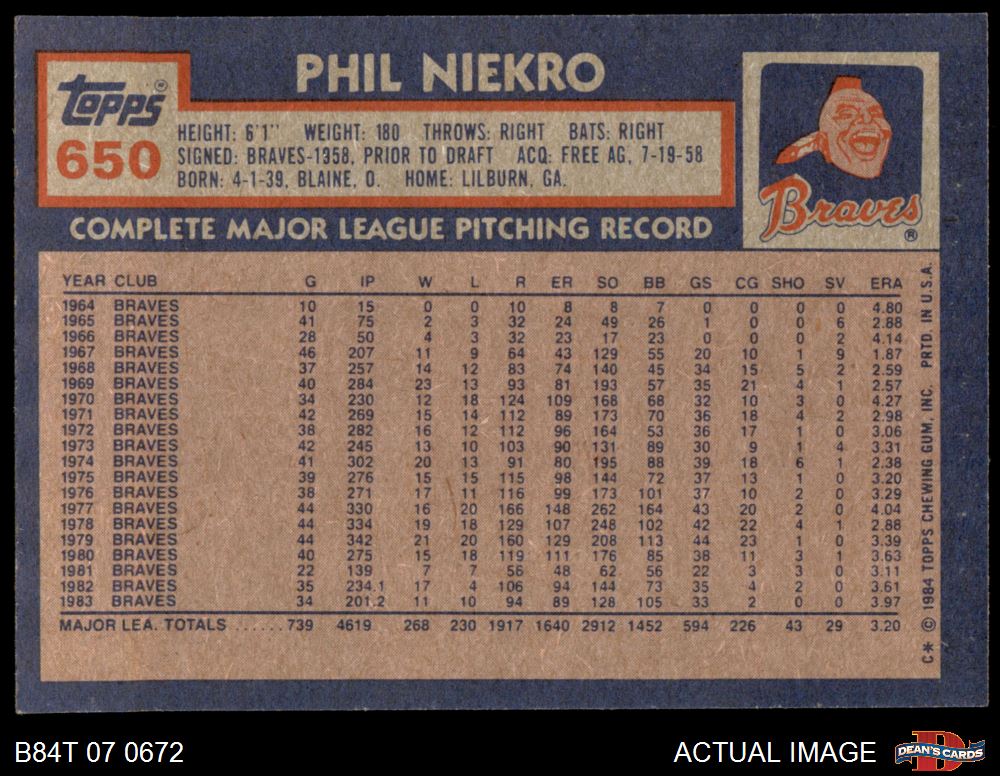 PHIL NIEKRO
Topps®
650
HEIGHT: 6'1" WEIGHT: 180 THROWS: RIGHT BATS: RIGHT
SIGNED: BRAVES-1358, PRIOR TO DRAFT ACQ: FREE AG, 7-19-58
BORN: 4-1-39, BLAINE, O. HOME: LILBURN, GA.
Braves®
COMPLETE MAJOR LEAGUE PITCHING RECORD
YEAR CLUB G IP W L R ER SO BB GS CG SHO SV ERA
1964 BRAVES 10 15 0 0 10 8 8 7 0 0 0 0 4.80
1965 BRAVES 41 75 2 3 32 24 49 26 1 0 0 6 2.88
1966 BRAVES 28 50 4 3 32 23 17 23 0 0 0 2 4.14
1967 BRAVES 46 207 11 9 64 43 129 55 20 10 1 9 1.87
1968 BRAVES 37 257 14 12 83 74 140 45 34 15 5 2 2.59
1969 BRAVES 40 284 23 13 93 81 193 57 35 21 4 1 2.57
1970 BRAVES 34 230 12 18 124 109 168 68 32 10 3 0 4.27
1971 BRAVES 42 269 15 14 112 89 173 70 36 18 4 2 2.98
1972 BRAVES 38 282 16 12 112 96 164 53 36 17 1 0 3.06
1973 BRAVES 42 245 13 10 103 90 131 89 30 9 1 4 3.31
1974 BRAVES 41 302 20 13 91 80 195 88 39 18 6 1 2.38
1975 BRAVES 39 276 15 15 115 98 144 72 37 13 1 0 3.20
1976 BRAVES 38 271 17 11 116 99 173 101 37 10 2 0 3.29
1977 BRAVES 44 330 16 20 166 148 262 164 43 20 2 0 4.04
1978 BRAVES 44 334 19 18 129 107 248 102 42 22 4 1 2.88
1979 BRAVES 44 342 21 20 160 129 208 113 44 23 1 0 3.39
1980 BRAVES 40 275 15 18 119 111 176 85 38 11 3 1 3.63
1981 BRAVES 22 139 7 7 56 48 62 56 22 3 3 0 3.11
1982 BRAVES 35 234.1 17 4 106 94 144 73 35 4 2 0 3.61
1983 BRAVES 34 201.2 11 10 94 89 128 105 33 2 0 0 3.97
MAJOR LEA. TOTALS ......739 4619 268 230 1917 1640 2912 1452 594 226 43 29 3.20
C* © 1984 TOPPS CHEWING GUM, INC. PRTD. IN U.S.A.
B84T 07 0672
ACTUAL IMAGE
DEAN'S CARDS